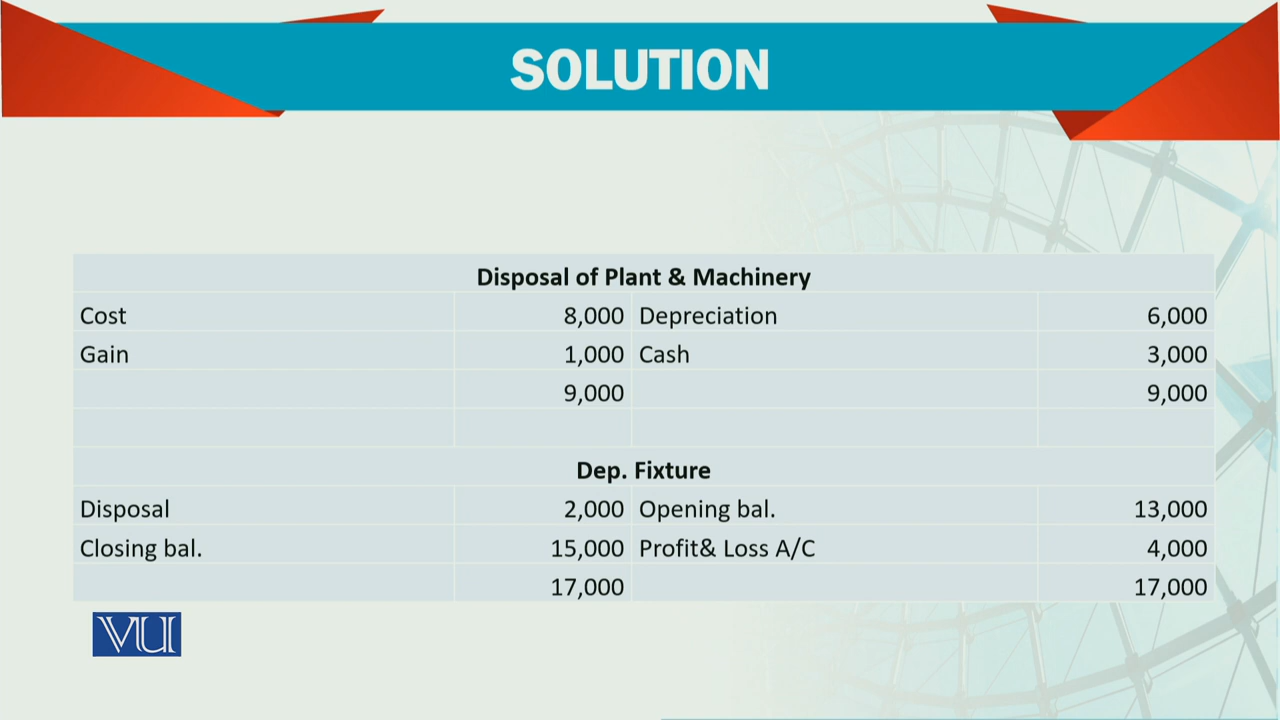 SOLUTION
Disposal of Plant & Machinery
Cost 8,000 Depreciation 6,000
Gain 1,000 Cash 3,000
9,000 9,000
Dep. Fixture
Disposal 2,000 Opening bal. 13,000
Closing bal. 15,000 Profit& Loss A/C 4,000
17,000 17,000
VU